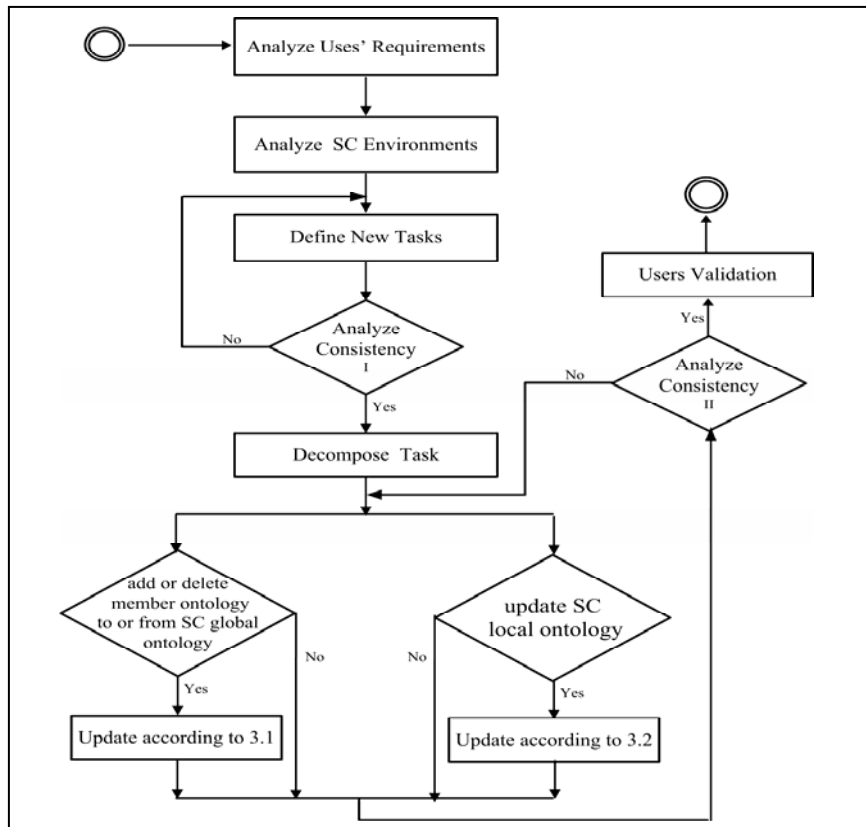 Analyze Uses’ Requirements
Analyze SC Environments
Define New Tasks
Analyze
Consistency
I
No
Yes
Decompose Task
Users Validation
Yes
Analyze
Consistency
II
No
add or delete
member ontology
to or from SC global
ontology
No
Yes
Update according to 3.1
update SC
local ontology
No
Yes
Update according to 3.2